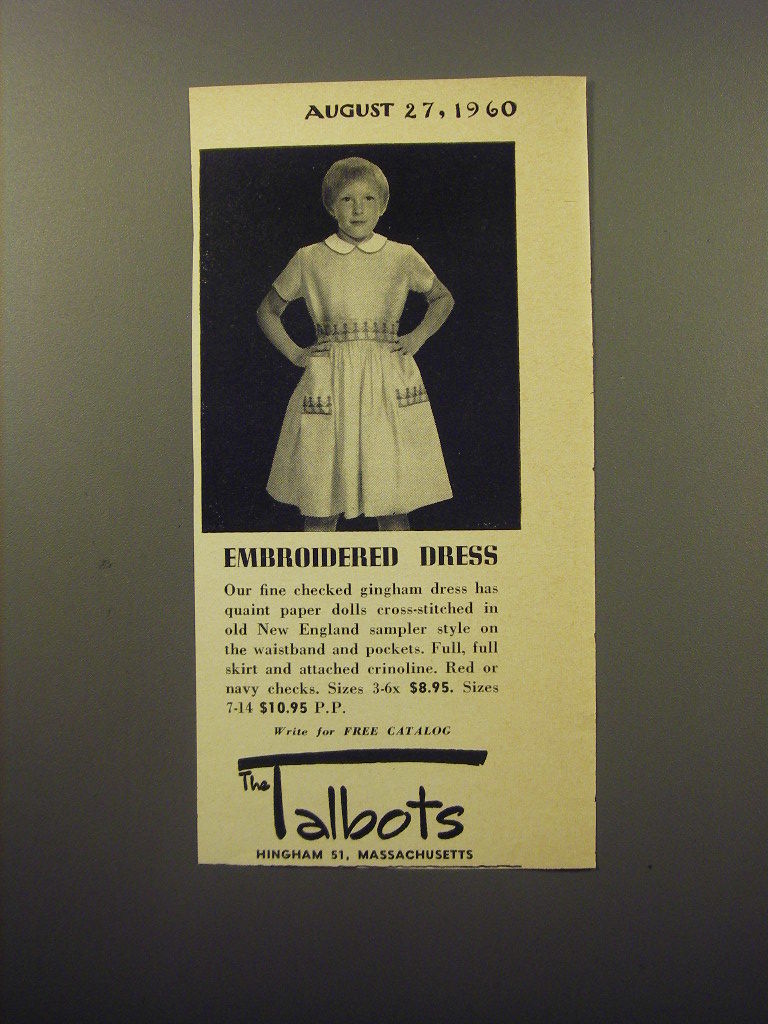 AUGUST 27, 1960
EMBROIDERED DRESS
Our fine checked gingham dress has
quaint paper dolls cross-stitched in
old New England sampler style on
the waistband and pockets. Full, full
skirt and attached crinoline. Red or
navy checks. Sizes 3-6x $8.95. Sizes
7-14 $10.95 P.P.
Write for FREE CATALOG
The Talbots
HINGHAM 51, MASSACHUSETTS